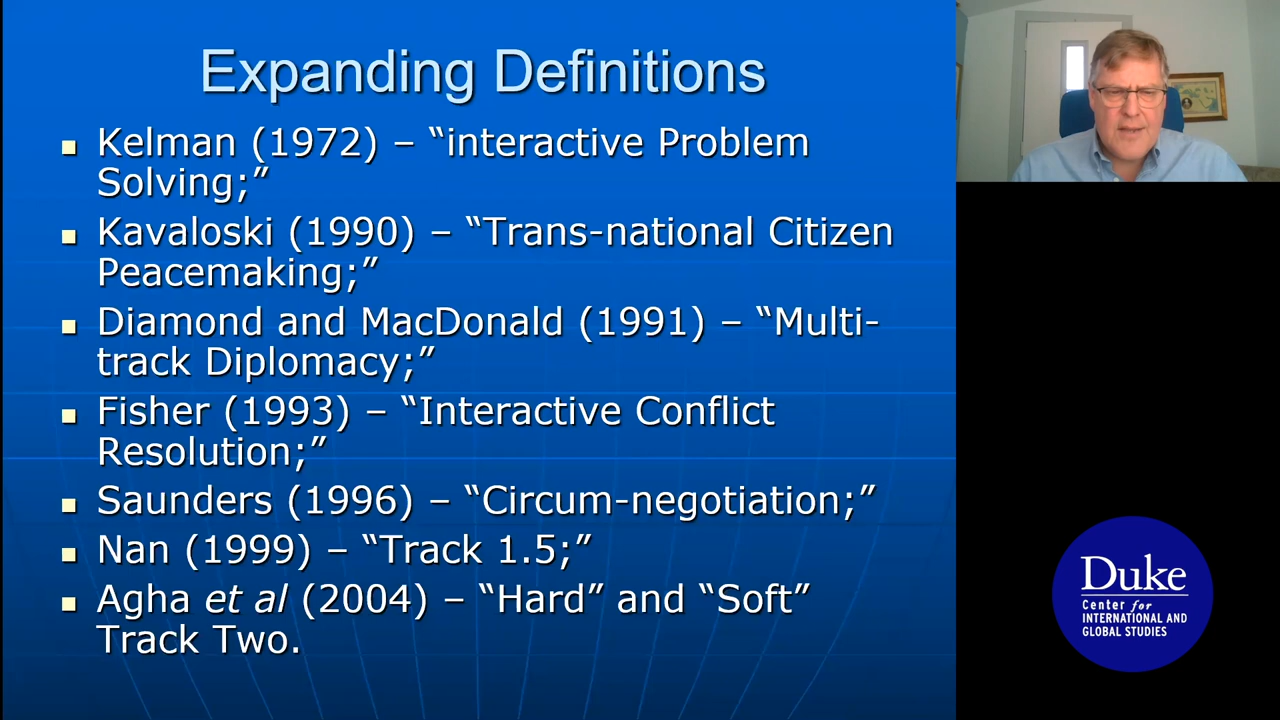 Expanding Definitions
Kelman (1972) – “interactive Problem
Solving;”
Kavaloski (1990) – “Trans-national Citizen
Peacemaking;”
Diamond and MacDonald (1991) – “Multi-
track Diplomacy;”
Fisher (1993) – “Interactive Conflict
Resolution;”
Saunders (1996) – “Circum-negotiation;”
Nan (1999) – “Track 1.5;”
Agha et al (2004) – “Hard” and “Soft”
Track Two.
Duke
Center for
INTERNATIONAL AND
GLOBAL STUDIES